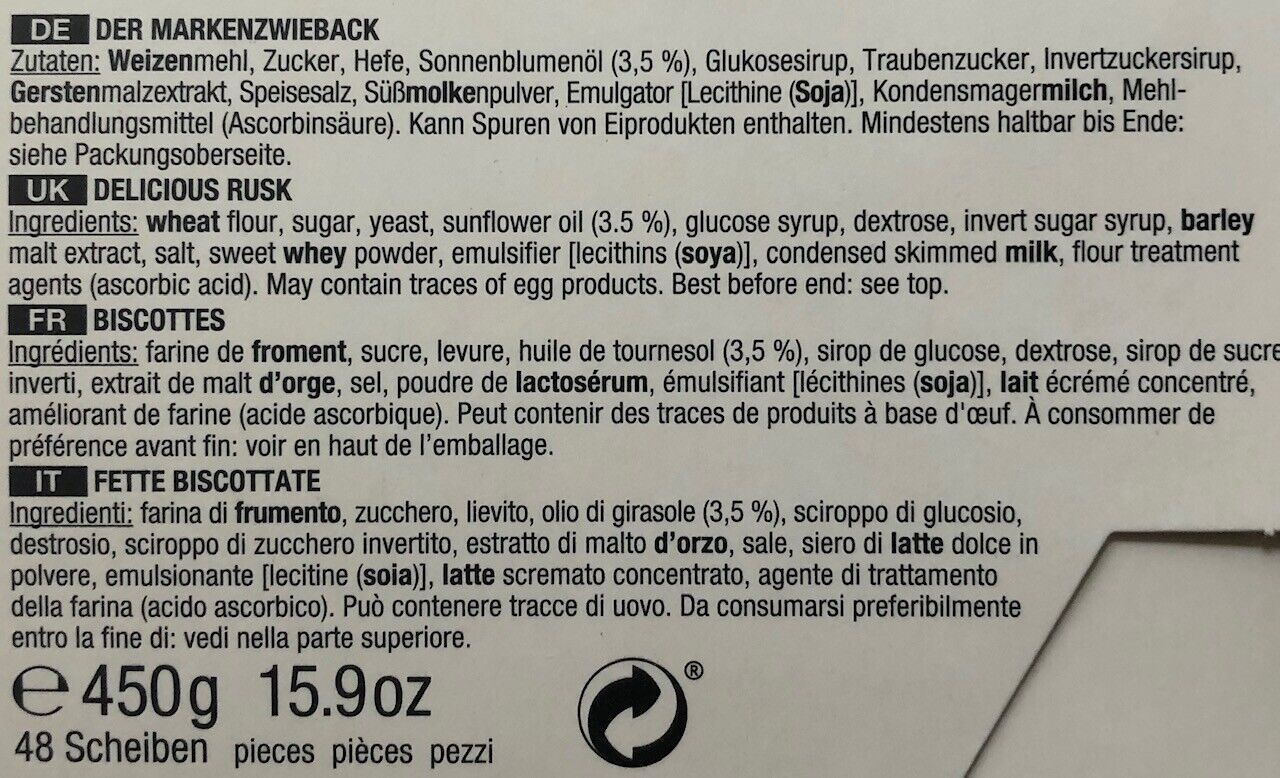 DE DER MARKENZWIEBACK
Zutaten: Weizenmehl, Zucker, Hefe, Sonnenblumenöl (3,5 %), Glukosesirup, Traubenzucker, Invertzuckersirup,
Gerstenmalzextrakt, Speisesalz, Süßmolkenpulver, Emulgator [Lecithine (Soja)], Kondensmagermilch, Mehl-
behandlungsmittel (Ascorbinsäure). Kann Spuren von Eiprodukten enthalten. Mindestens haltbar bis Ende:
siehe Packungsoberseite.
UK DELICIOUS RUSK
Ingredients: wheat flour, sugar, yeast, sunflower oil (3.5 %), glucose syrup, dextrose, invert sugar syrup, barley
malt extract, salt, sweet whey powder, emulsifier [lecithins (soya)], condensed skimmed milk, flour treatment
agents (ascorbic acid). May contain traces of egg products. Best before end: see top.
FR BISCOTTES
Ingrédients: farine de froment, sucre, levure, huile de tournesol (3,5 %), sirop de glucose, dextrose, sirop de sucre
inverti, extrait de malt d'orge, sel, poudre de lactosérum, émulsifiant [lécithines (soja)], lait écrémé concentré,
améliorant de farine (acide ascorbique). Peut contenir des traces de produits à base d'œuf. À consommer de
préférence avant fin: voir en haut de l'emballage.
IT FETTE BISCOTTATE
Ingredienti: farina di frumento, zucchero, lievito, olio di girasole (3,5 %), sciroppo di glucosio,
destrosio, sciroppo di zucchero invertito, estratto di malto d'orzo, sale, siero di latte dolce in
polvere, emulsionante [lecitine (soia)], latte scremato concentrato, agente di trattamento
della farina (acido ascorbico). Può contenere tracce di uovo. Da consumarsi preferibilmente
entro la fine di: vedi nella parte superiore.
℮ 450g 15.9oz
®
48 Scheiben pieces pièces pezzi